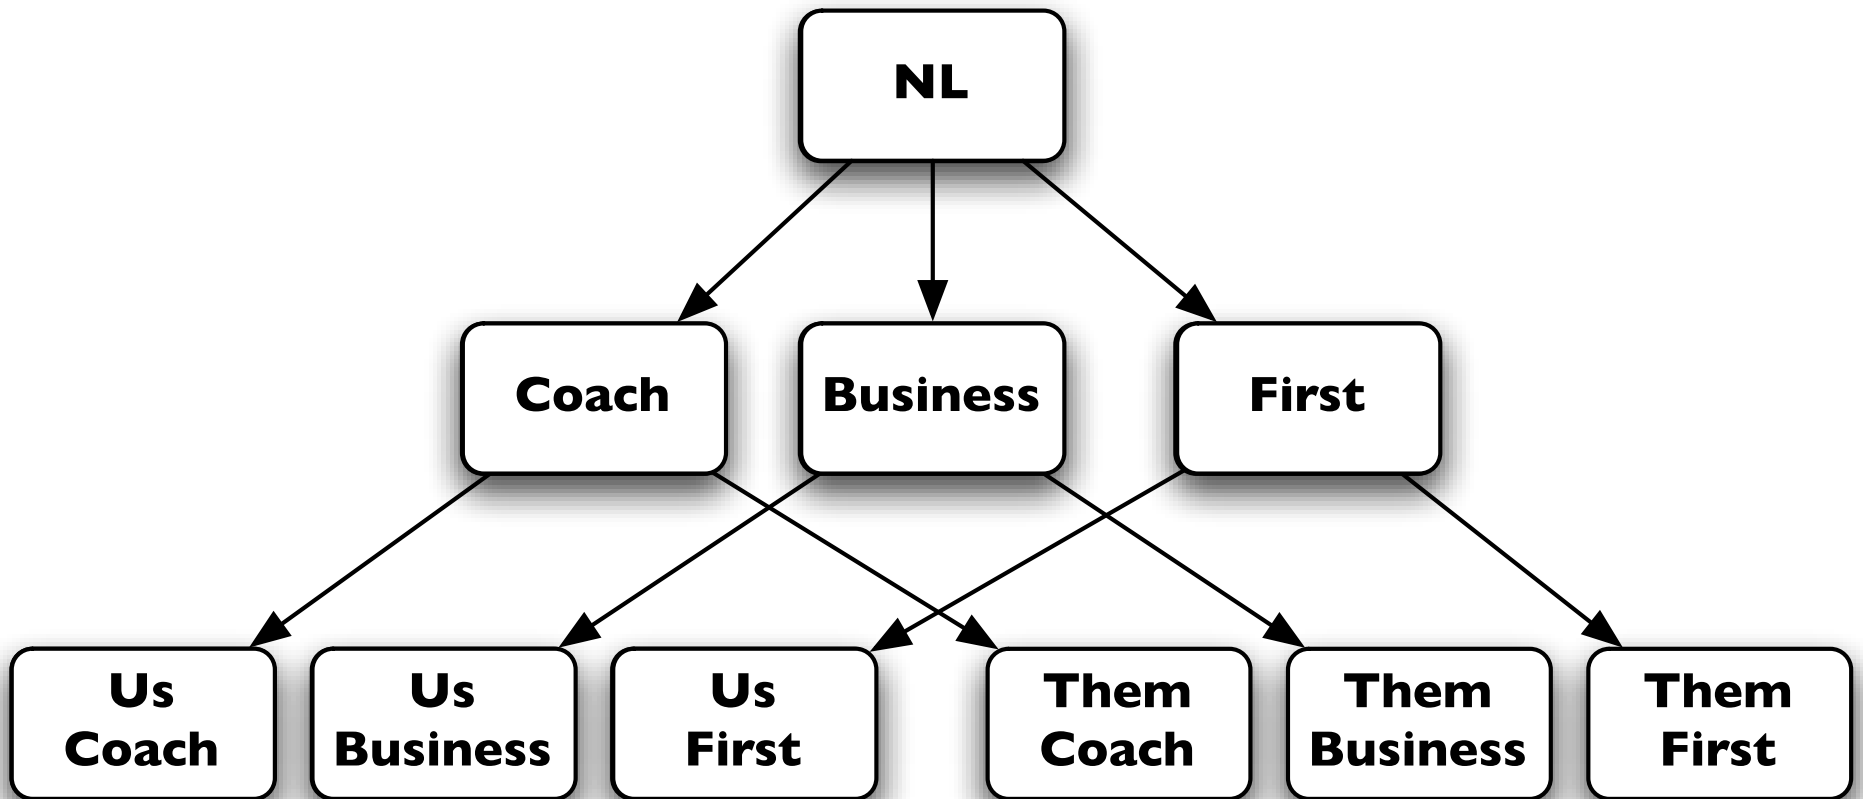 NL
Coach
Business
First
Us
Coach
Us
Business
Us
First
Them
Coach
Them
Business
Them
First